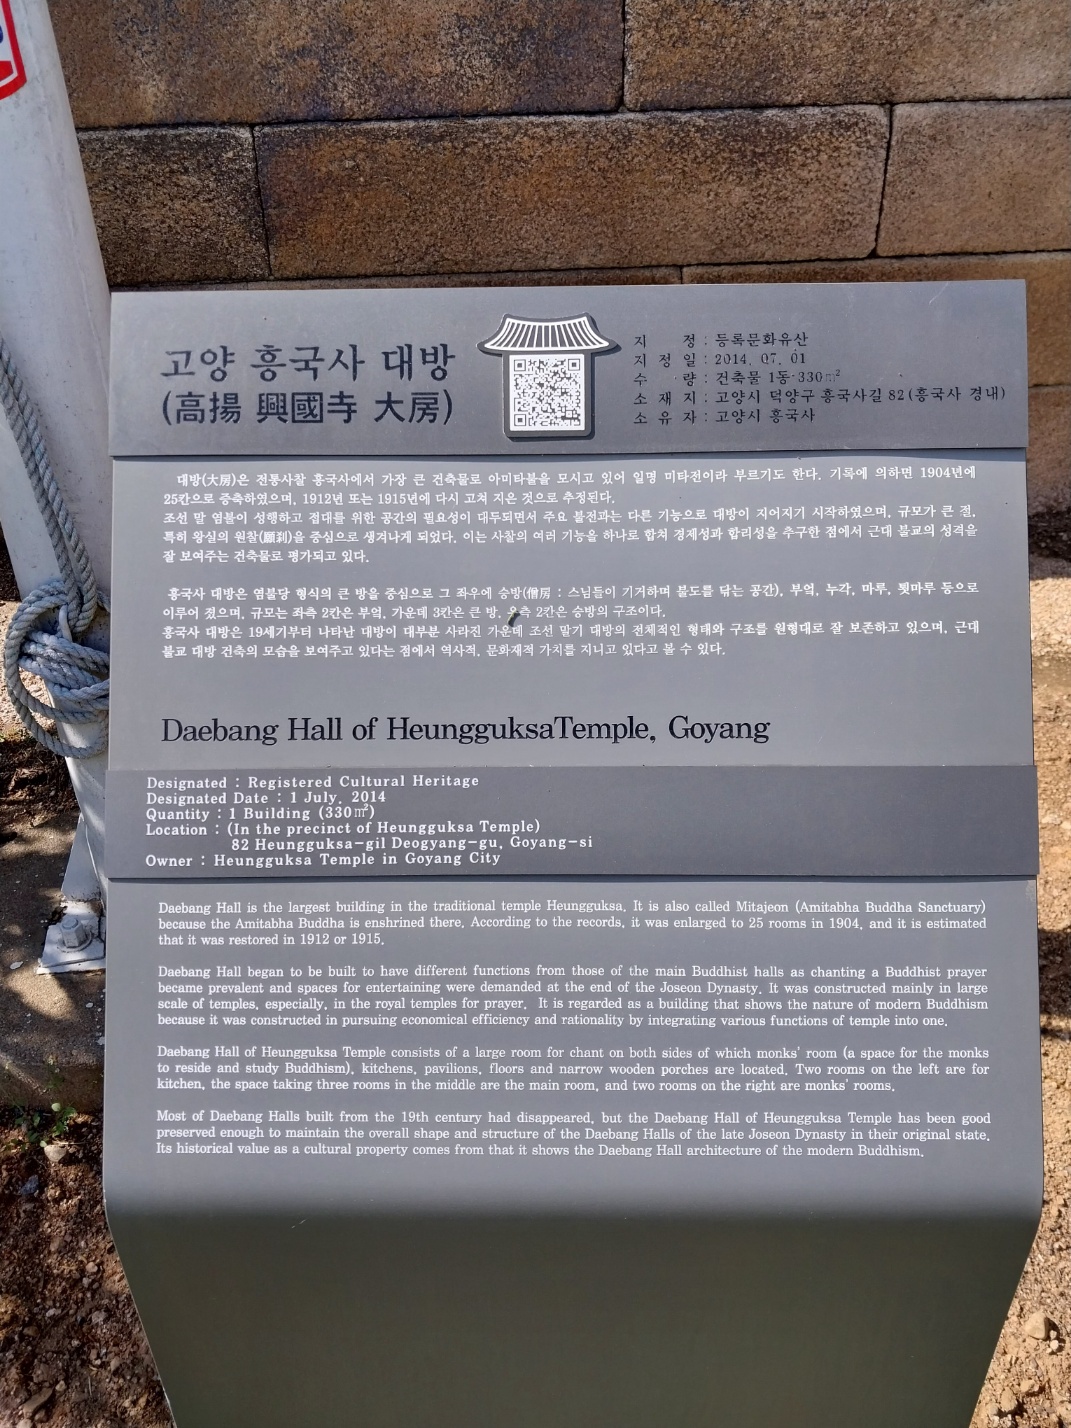 고양 흥국사 대방
(高揚 興國寺 大房)
지 정 : 등록문화유산
지 정 일 : 2014. 07. 01
수 량 : 건축물 1동·330㎡
소 재 지 : 고양시 덕양구 흥국사길 82(흥국사 경내)
소 유 자 : 고양시 흥국사
대방(大房)은 전통사찰 흥국사에서 가장 큰 건축물로 아미타불을 모시고 있어 일명 미타전이라 부르기도 한다. 기록에 의하면 1904년에
25칸으로 중축하였으며, 1912년 또는 1915년에 다시 고쳐 지은 것으로 추정된다.
조선 말 염불이 성행하고 접대를 위한 공간의 필요성이 대두되면서 주요 불전과는 다른 기능으로 대방이 지어지기 시작하였으며, 규모가 큰 절,
특히 왕실의 원찰(願刹)을 중심으로 생겨나게 되었다. 이는 사찰의 여러 기능을 하나로 합쳐 경제성과 합리성을 추구한 점에서 근대 불교의 성격을
잘 보여주는 건축물로 평가되고 있다.
흥국사 대방은 염불당 형식의 큰 방을 중심으로 그 좌우에 승방(僧房 : 스님들이 기거하며 불도를 닦는 공간), 부엌, 누각, 마루, 툇마루 등으로
이루어 졌으며, 규모는 좌측 2칸은 부엌, 가운데 3칸은 큰 방, 우측 2칸은 승방의 구조이다.
흥국사 대방은 19세기부터 나타난 대방이 대부분 사라진 가운데 조선 말기 대방의 전체적인 형태와 구조를 원형대로 잘 보존하고 있으며, 근대
불교 대방 건축의 모습을 보여주고 있다는 점에서 역사적, 문화재적 가치를 지니고 있다고 볼 수 있다.
Daebang Hall of HeungguksaTemple, Goyang
Designated : Registered Cultural Heritage
Designated Date : 1 July, 2014
Quantity : 1 Building (330㎡)
Location : (In the precinct of Heungguksa Temple)
82 Heungguksa-gil Deogyang-gu, Goyang-si
Owner : Heungguksa Temple in Goyang City
Daebang Hall is the largest building in the traditional temple Heungguksa. It is also called Mitajeon (Amitabha Buddha Sanctuary)
because the Amitabha Buddha is enshrined there. According to the records, it was enlarged to 25 rooms in 1904, and it is estimated
that it was restored in 1912 or 1915.
Daebang Hall began to be built to have different functions from those of the main Buddhist halls as chanting a Buddhist prayer
became prevalent and spaces for entertaining were demanded at the end of the Joseon Dynasty. It was constructed mainly in large
scale of temples, especially, in the royal temples for prayer. It is regarded as a building that shows the nature of modern Buddhism
because it was constructed in pursuing economical efficiency and rationality by integrating various functions of temple into one.
Daebang Hall of Heungguksa Temple consists of a large room for chant on both sides of which monks' room (a space for the monks
to reside and study Buddhism), kitchens, pavilions, floors and narrow wooden porches are located. Two rooms on the left are for
kitchen, the space taking three rooms in the middle are the main room, and two rooms on the right are monks' rooms.
Most of Daebang Halls built from the 19th century had disappeared, but the Daebang Hall of Heungguksa Temple has been good
preserved enough to maintain the overall shape and structure of the Daebang Halls of the late Joseon Dynasty in their original state.
Its historical value as a cultural property comes from that it shows the Daebang Hall architecture of the modern Buddhism.